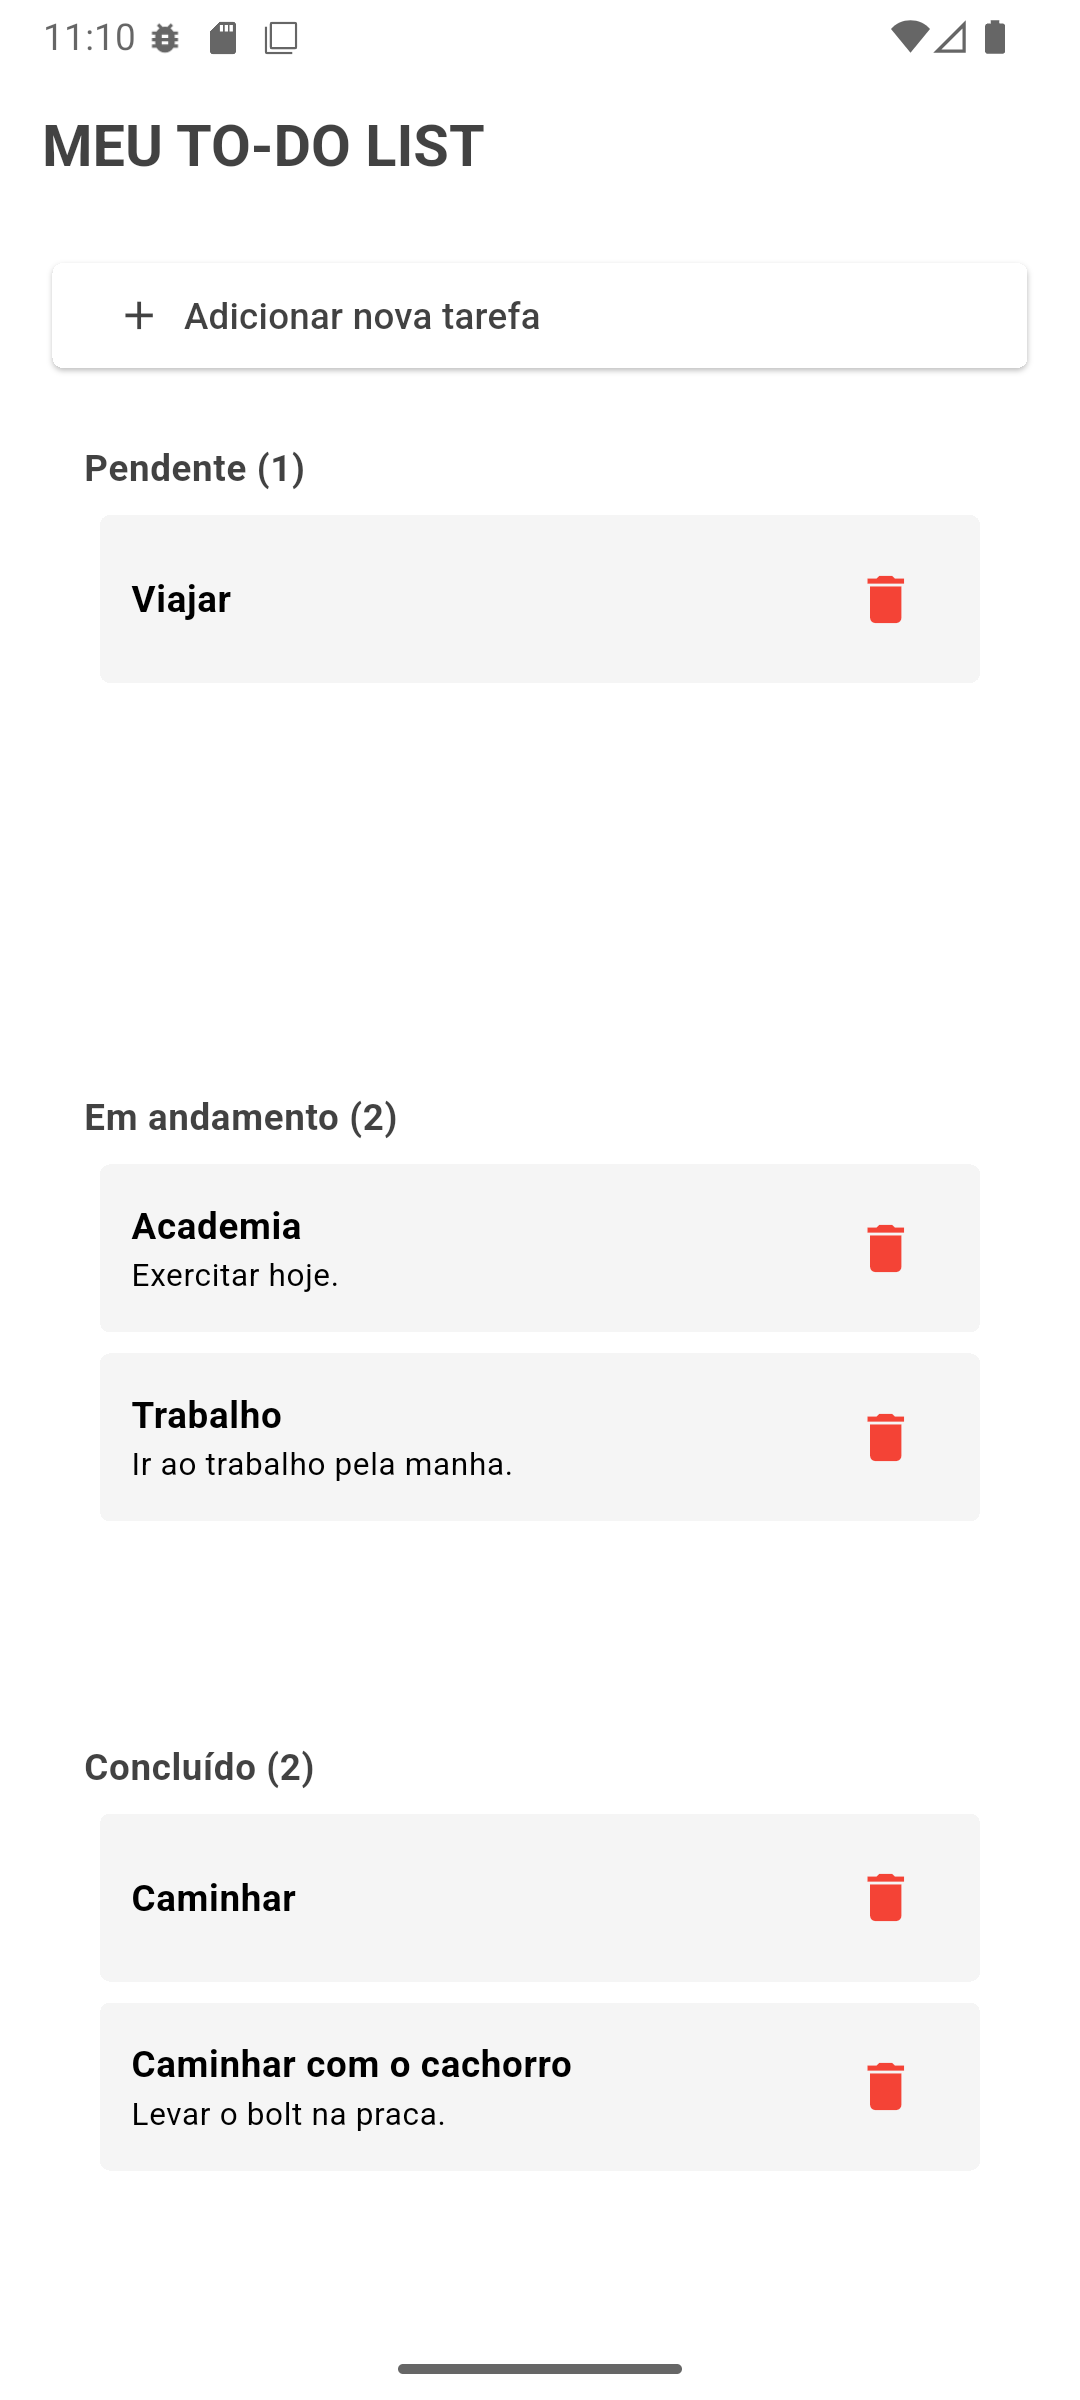 11:10
MEU TO-DO LIST
Adicionar nova tarefa
Pendente (1)
Viajar
Em andamento (2)
Academia
Exercitar hoje.
Trabalho
Ir ao trabalho pela manha.
Concluído (2)
Caminhar
Caminhar com o cachorro
Levar o bolt na praca.